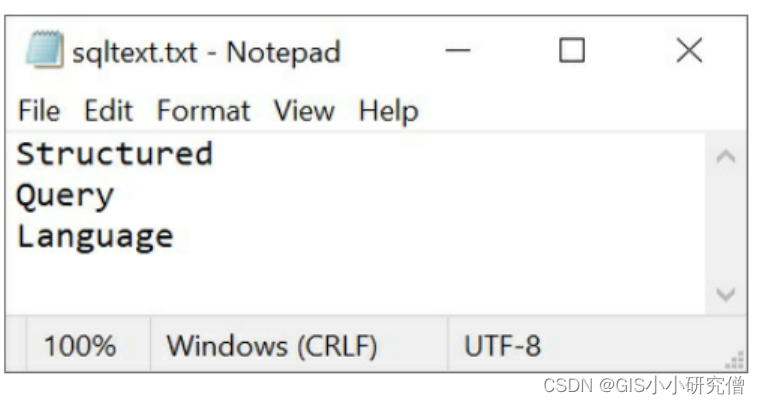 sqltext.txt - Notepad
File Edit Format View Help
Structured
Query
Language
100% Windows (CRLF) UTF-8
CSDN @GIS小小研究僧